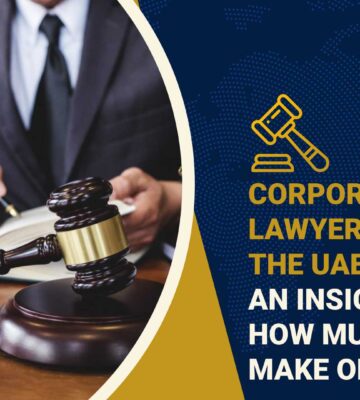 CORPOR
LAWYER
THE UAE
AN INSIG
HOW MU
MAKE O